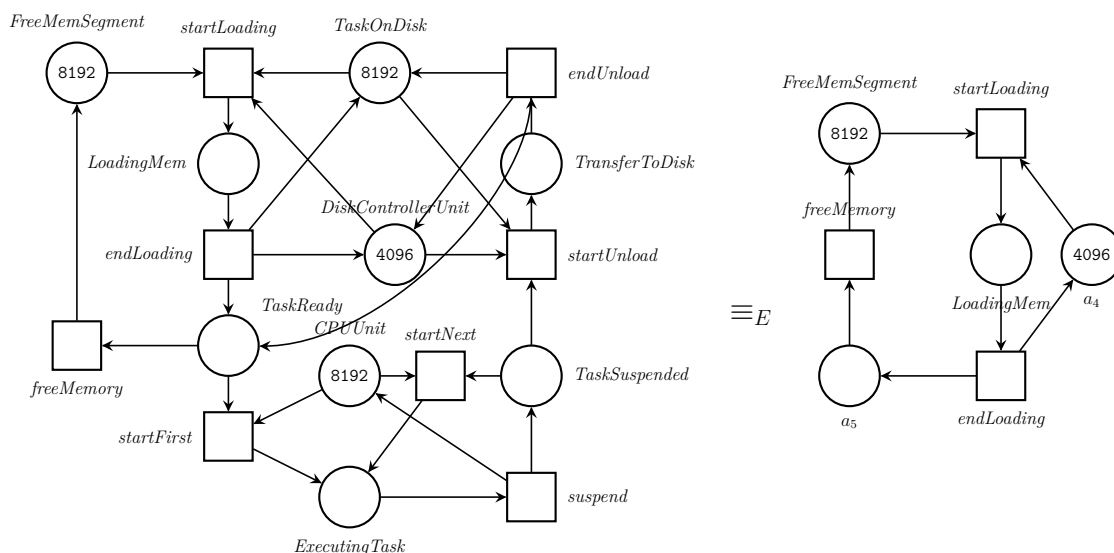 FreeMemSegment
startLoading
TaskOnDisk
8192
8192
endUnload
LoadingMem
TransferToDisk
DiskControllerUnit
endLoading
4096
startUnload
TaskReady
CPUUnit
startNext
freeMemory
8192
TaskSuspended
startFirst
suspend
ExecutingTask
≡E
FreeMemSegment
startLoading
8192
freeMemory
4096
LoadingMem
a4
a5
endLoading